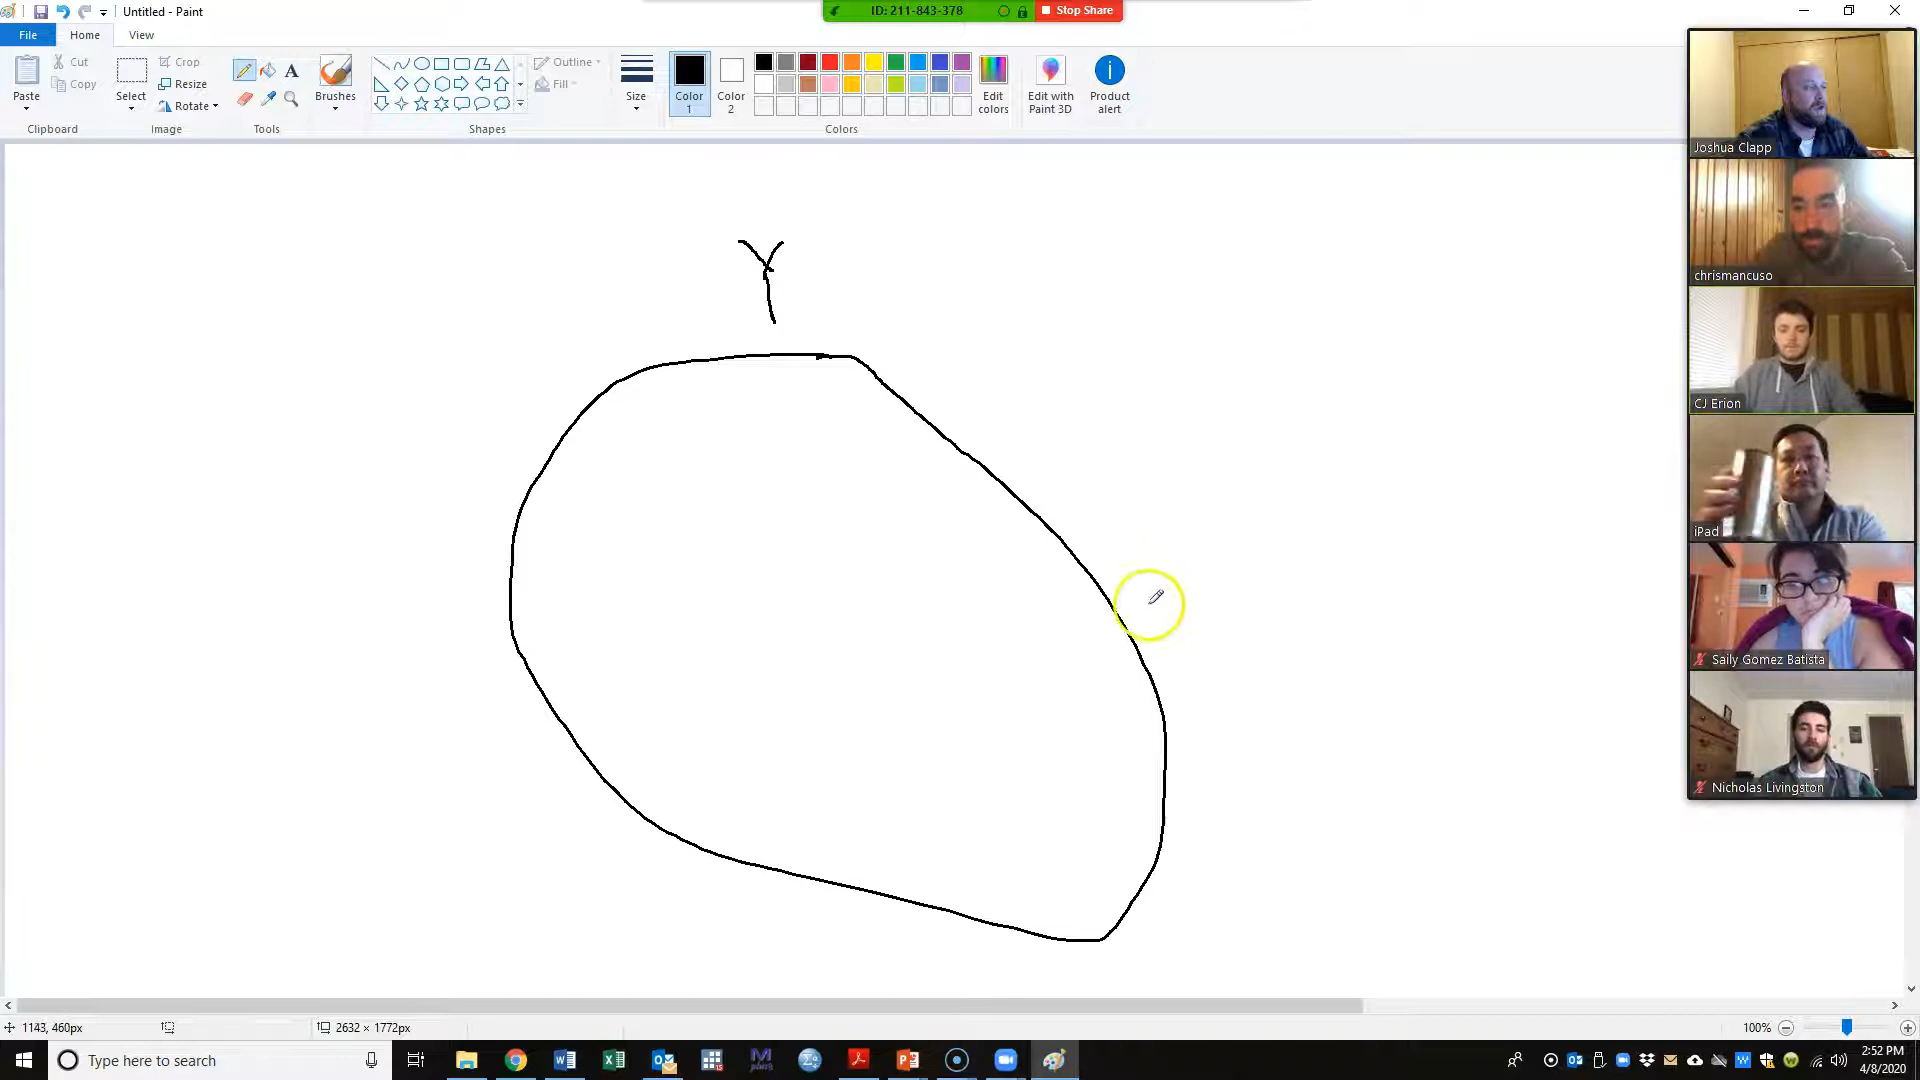 Untitled - Paint
ID: 211-843-378
Stop Share
File
Home
View
Paste
Cut
Copy
Clipboard
Select
Crop
Resize
Rotate
Image
A
Tools
Brushes
Shapes
Outline
Fill
Size
Color
1
Color
2
Colors
Edit
colors
Edit with
Paint 3D
Product
alert
Y
Joshua Clapp
chrismancuso
CJ Erion
iPad
Saily Gomez Batista
Nicholas Livingston
1143, 460px
2632 × 1772px
100%
Type here to search
2:52 PM
4/8/2020